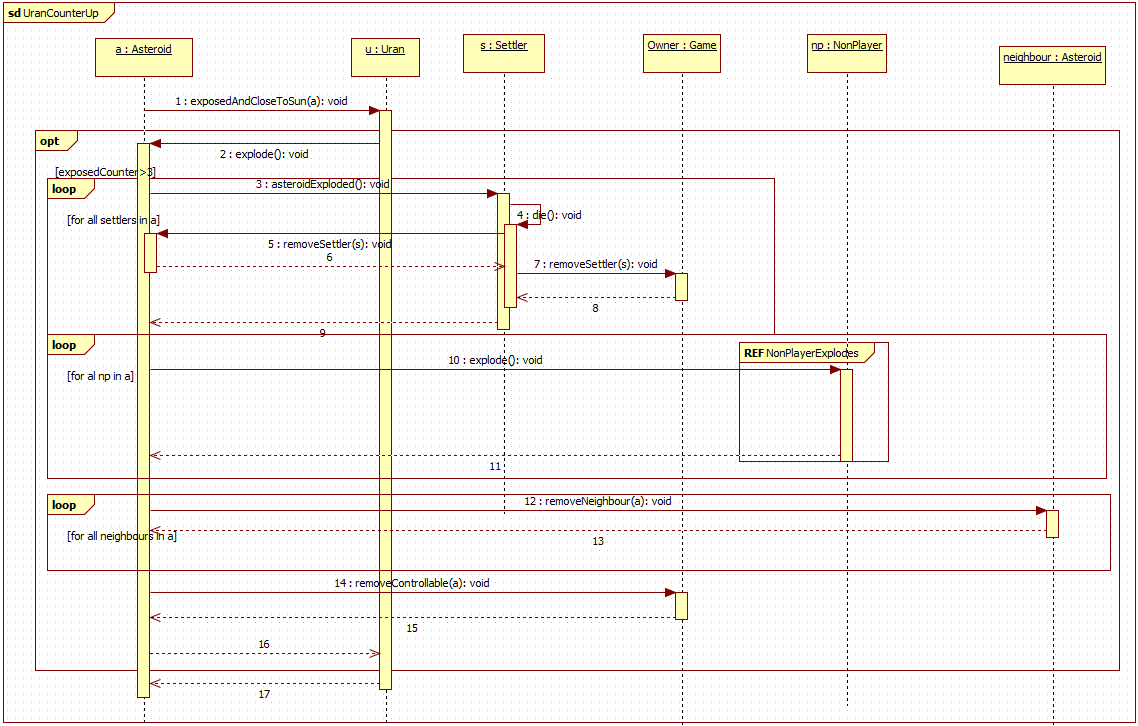 sd UranCounterUp
a : Asteroid
u : Uran
s : Settler
Owner : Game
np : NonPlayer
neighbour : Asteroid
1 : exposedAndCloseToSun(a): void
opt
2 : explode(): void
[exposedCounter>3]
loop
3 : asteroidExploded(): void
[for all settlers in a]
4 : die(): void
5 : removeSettler(s): void
6
7 : removeSettler(s): void
8
9
loop
REF NonPlayerExplodes
10 : explode(): void
[for al np in a]
11
loop
12 : removeNeighbour(a): void
[for all neighbours in a]
13
14 : removeControllable(a): void
15
16
17